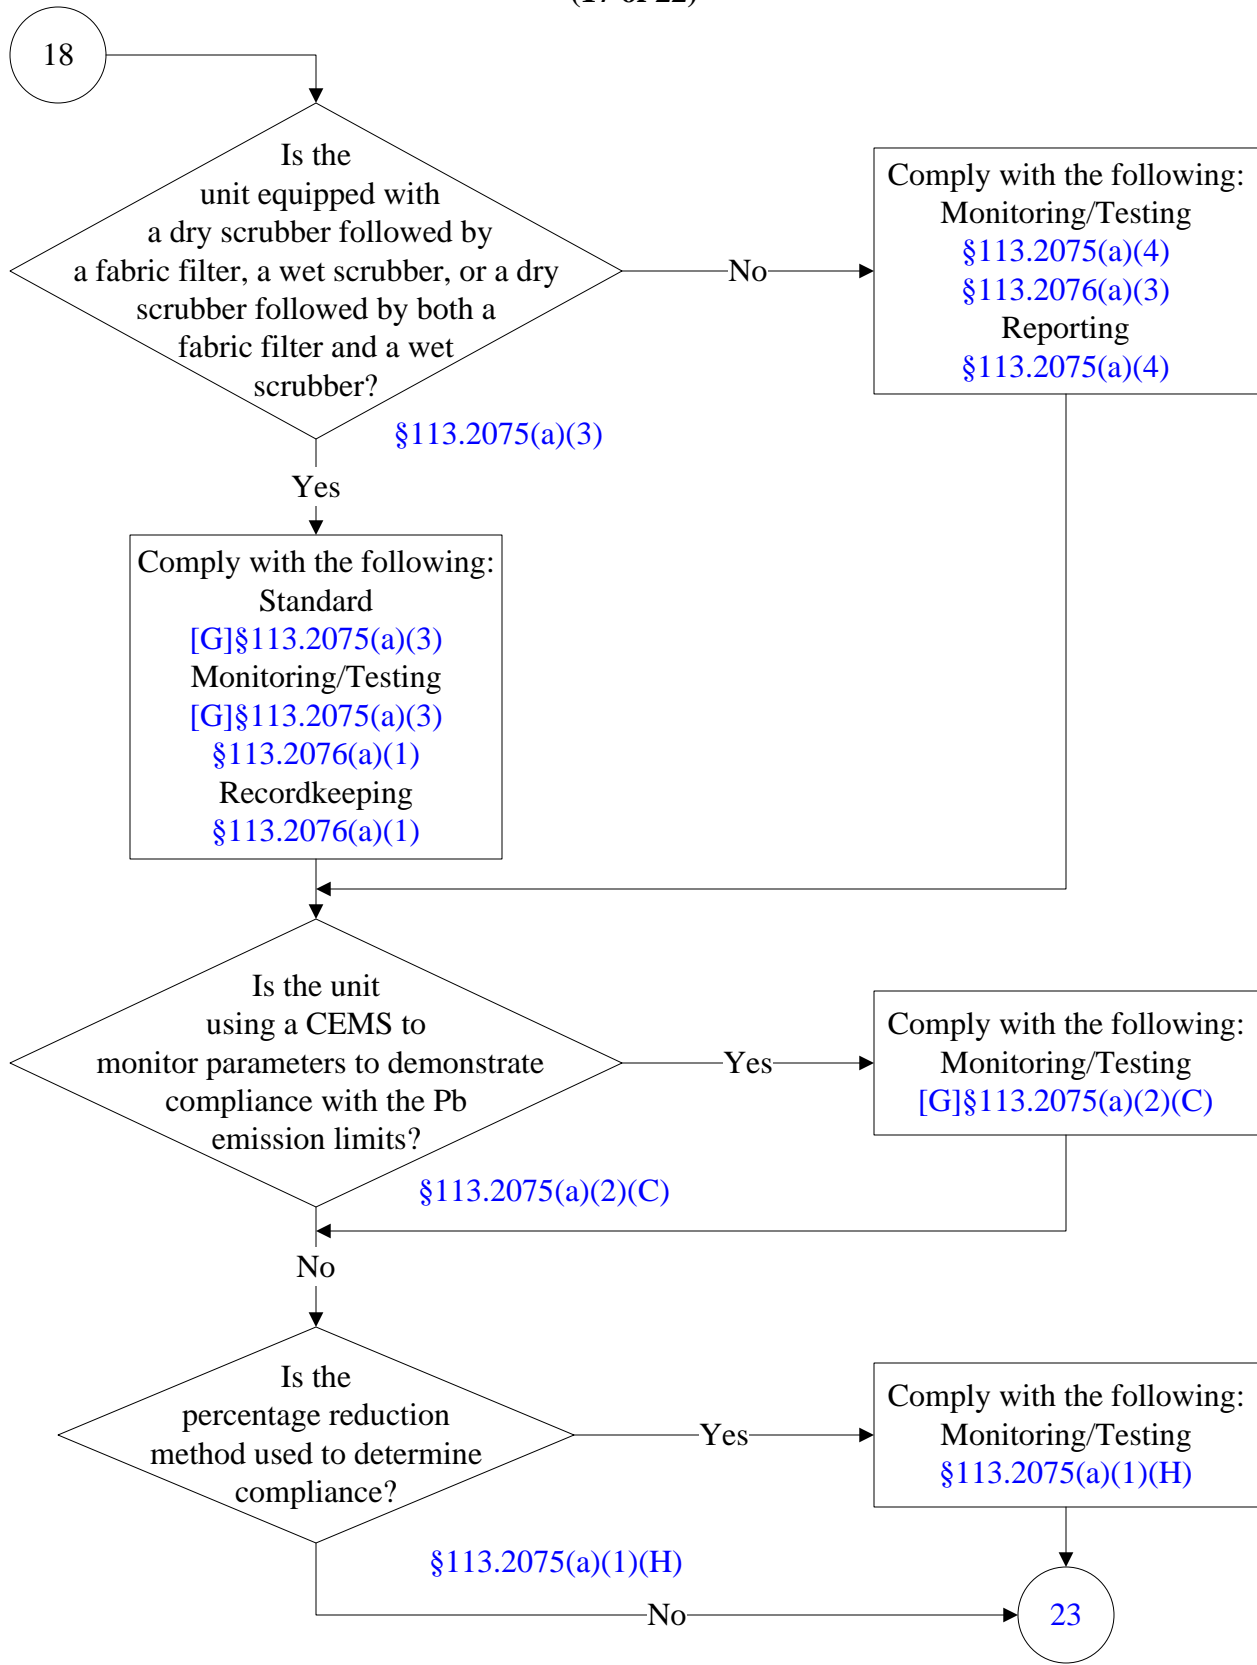 (17 of 22)
18
Is the
unit equipped with
a dry scrubber followed by
a fabric filter, a wet scrubber, or a dry
scrubber followed by both a
fabric filter and a wet
scrubber?
§113.2075(a)(3)
No
Comply with the following:
Monitoring/Testing
§113.2075(a)(4)
§113.2076(a)(3)
Reporting
§113.2075(a)(4)
Yes
Comply with the following:
Standard
[G]§113.2075(a)(3)
Monitoring/Testing
[G]§113.2075(a)(3)
§113.2076(a)(1)
Recordkeeping
§113.2076(a)(1)
Is the unit
using a CEMS to
monitor parameters to demonstrate
compliance with the Pb
emission limits?
§113.2075(a)(2)(C)
Yes
Comply with the following:
Monitoring/Testing
[G]§113.2075(a)(2)(C)
No
Is the
percentage reduction
method used to determine
compliance?
§113.2075(a)(1)(H)
Yes
Comply with the following:
Monitoring/Testing
§113.2075(a)(1)(H)
No
23